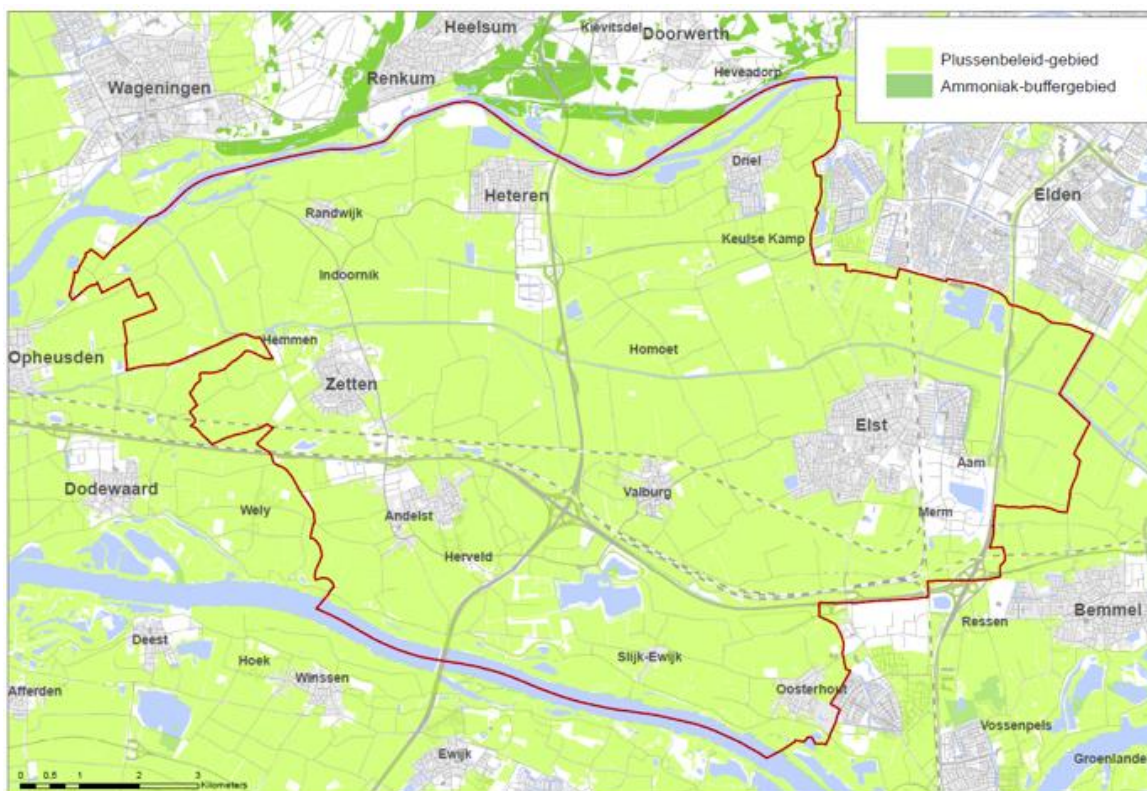 Heelsum
Kievitsdel
Doorwerth
Plussenbeleid-gebied
Ammoniak-buffergebied
Wageningen
Renkum
Heveadorp
Driel
Heteren
Elden
Randwijk
Keulse Kamp
Indoornik
Hemmen
Homoet
Opheusden
Zetten
Elst
Aam
Dodewaard
Valburg
Wely
Andelst
Merm
Herveld
Bemmel
Ressen
Deest
Hoek
Slijk-Ewijk
Winssen
Oosterhout
Afferden
Vossenpels
Ewijk
Groenlande
0 0,5 1 2 3
Kilometers